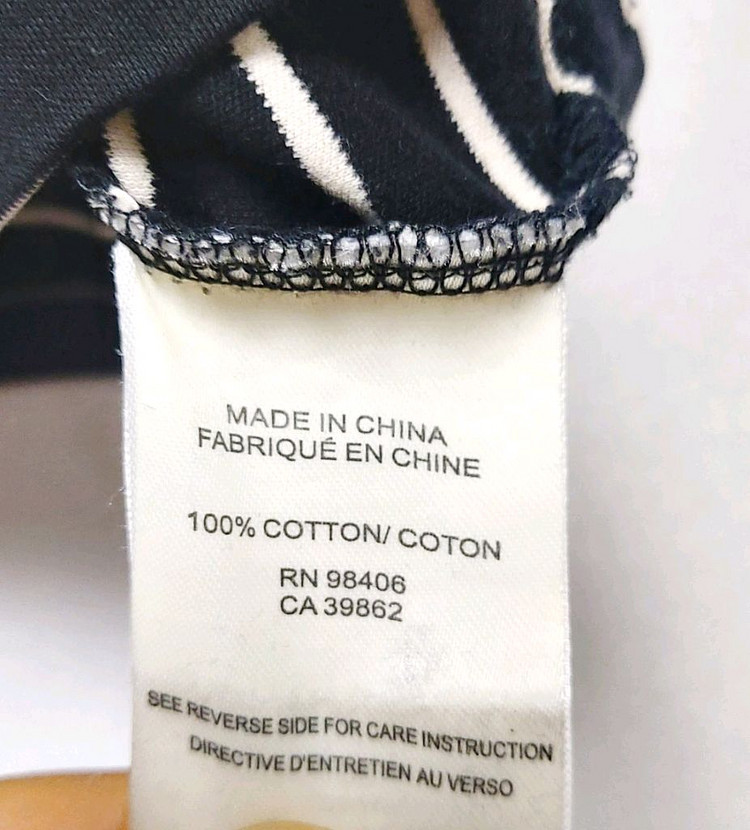 MADE IN CHINA
FABRIQUÉ EN CHINE
100% COTTON/ COTON
RN 98406
CA 39862
SEE REVERSE SIDE FOR CARE INSTRUCTION
DIRECTIVE D'ENTRETIEN AU VERSO